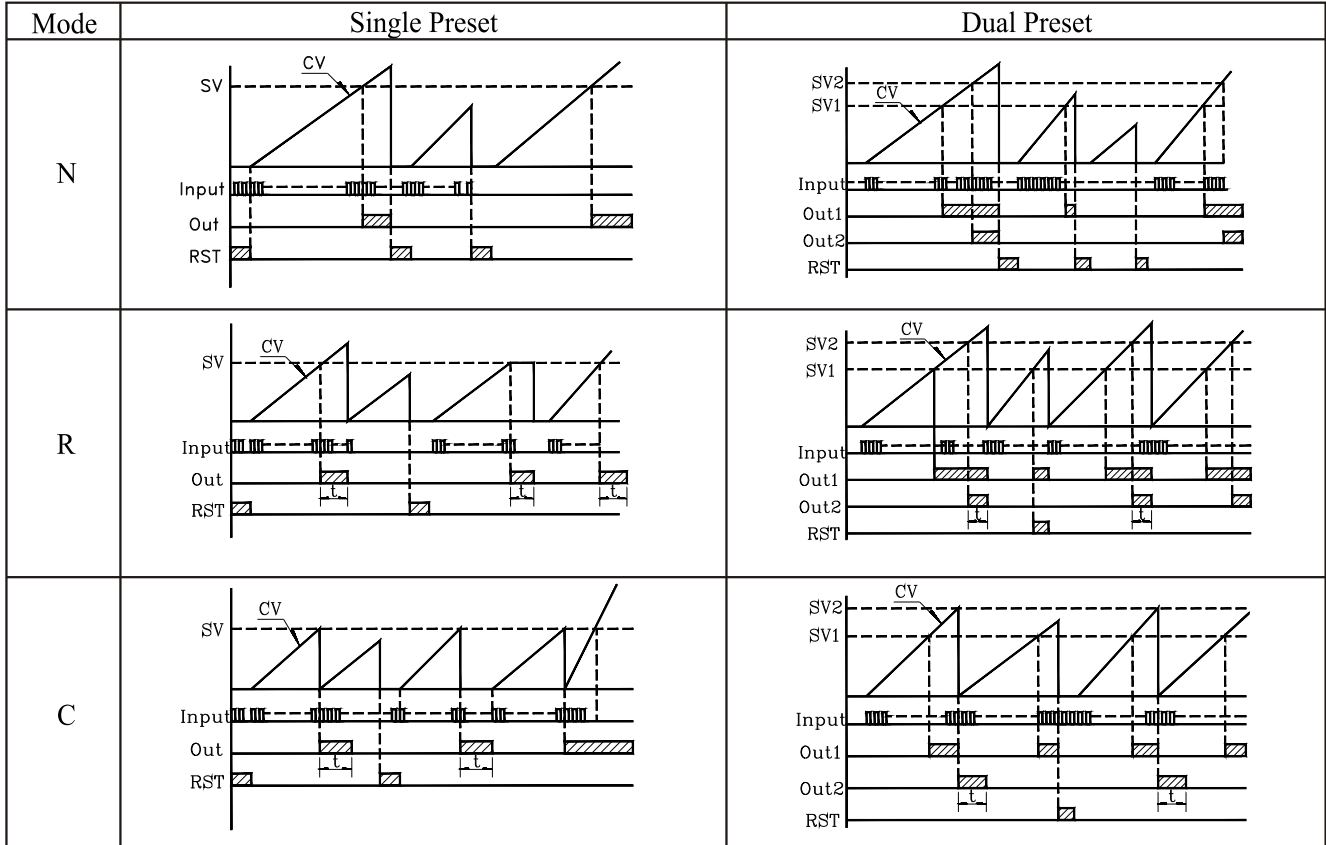 Mode Single Preset Dual Preset
N
CV
SV
Input
Out
RST
SV2
CV
SV1
Input
Out1
Out2
RST
R
CV
SV
Input
Out
t t t
RST
CV
SV2
SV1
Input
Out1
Out2
t t
RST
C
CV
SV
Input
Out
t t
RST
CV
SV2
SV1
Input
Out1
Out2
t t
RST